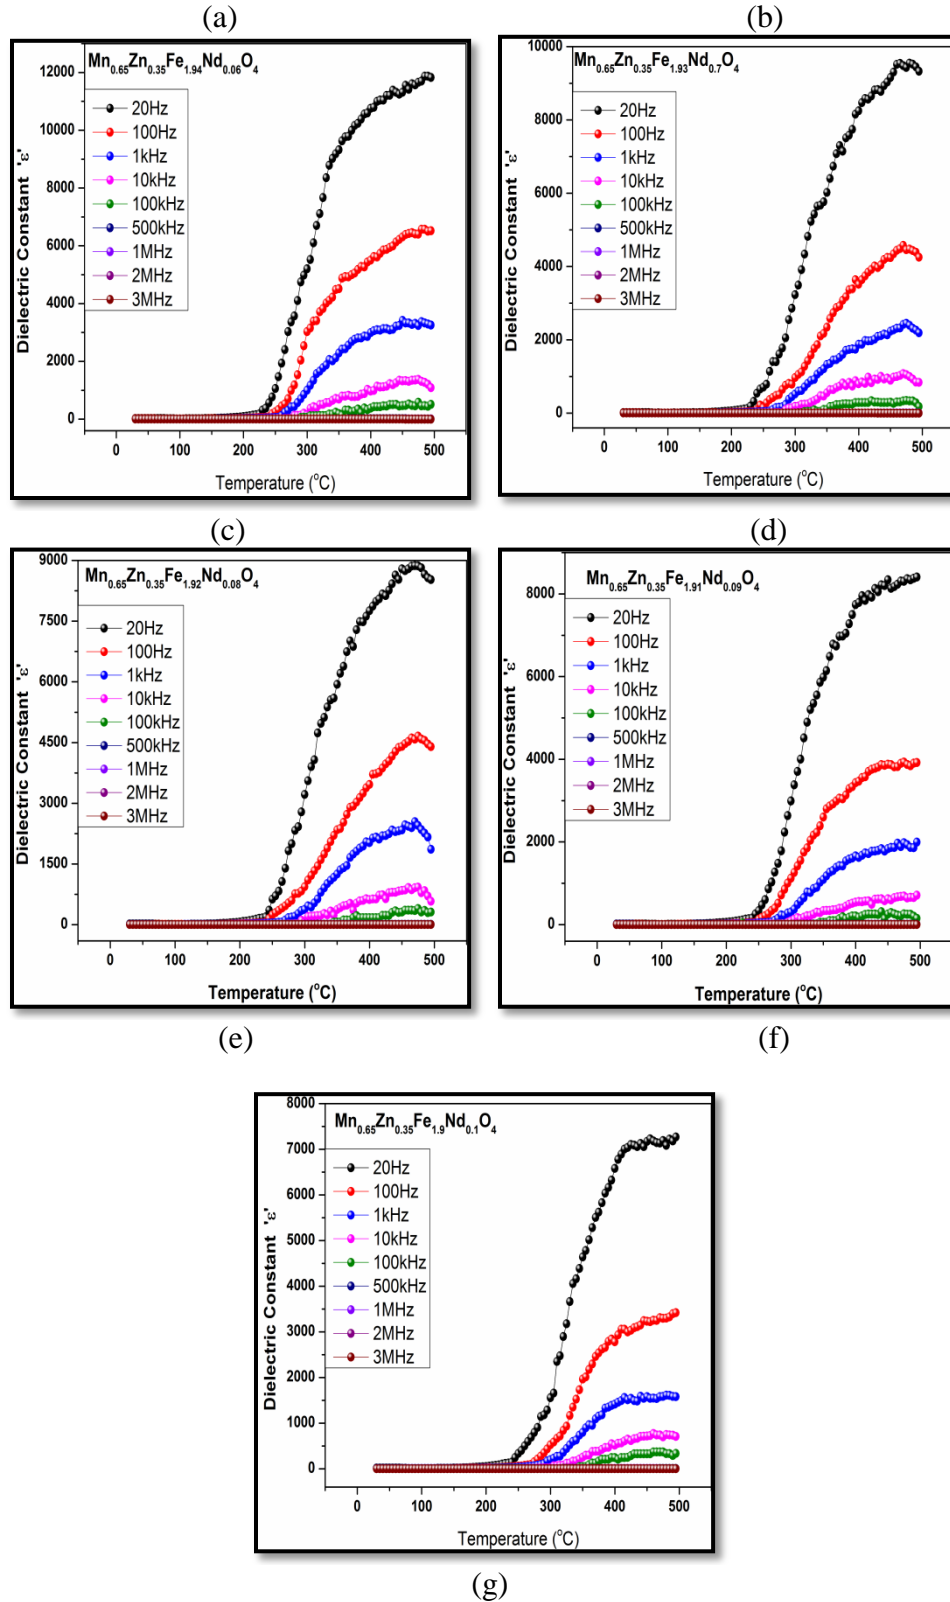 (a)
(b)
Mn0.65Zn0.35Fe1.94Nd0.06O4
Dielectric Constant 'ε'
12000
10000
8000
6000
4000
2000
0
20Hz
100Hz
1kHz
10kHz
100kHz
500kHz
1MHz
2MHz
3MHz
0 100 200 300 400 500
Temperature (oC)
Mn0.65Zn0.35Fe1.93Nd0.7O4
Dielectric Constant 'ε'
10000
8000
6000
4000
2000
0
20Hz
100Hz
1kHz
10kHz
100kHz
500kHz
1MHz
2MHz
3MHz
0 100 200 300 400 500
Temperature (oC)
(c)
(d)
Mn0.65Zn0.35Fe1.92Nd0.08O4
Dielectric Constant 'ε'
9000
7500
6000
4500
3000
1500
0
20Hz
100Hz
1kHz
10kHz
100kHz
500kHz
1MHz
2MHz
3MHz
0 100 200 300 400 500
Temperature (oC)
Mn0.65Zn0.35Fe1.91Nd0.09O4
Dielectric Constant 'ε'
8000
6000
4000
2000
0
20Hz
100Hz
1kHz
10kHz
100kHz
500kHz
1MHz
2MHz
3MHz
0 100 200 300 400 500
Temperature (oC)
(e)
(f)
Mn0.65Zn0.35Fe1.9Nd0.1O4
Dielectric Constant 'ε'
8000
7000
6000
5000
4000
3000
2000
1000
0
20Hz
100Hz
1kHz
10kHz
100kHz
500kHz
1MHz
2MHz
3MHz
0 100 200 300 400 500
Temperature (oC)
(g)